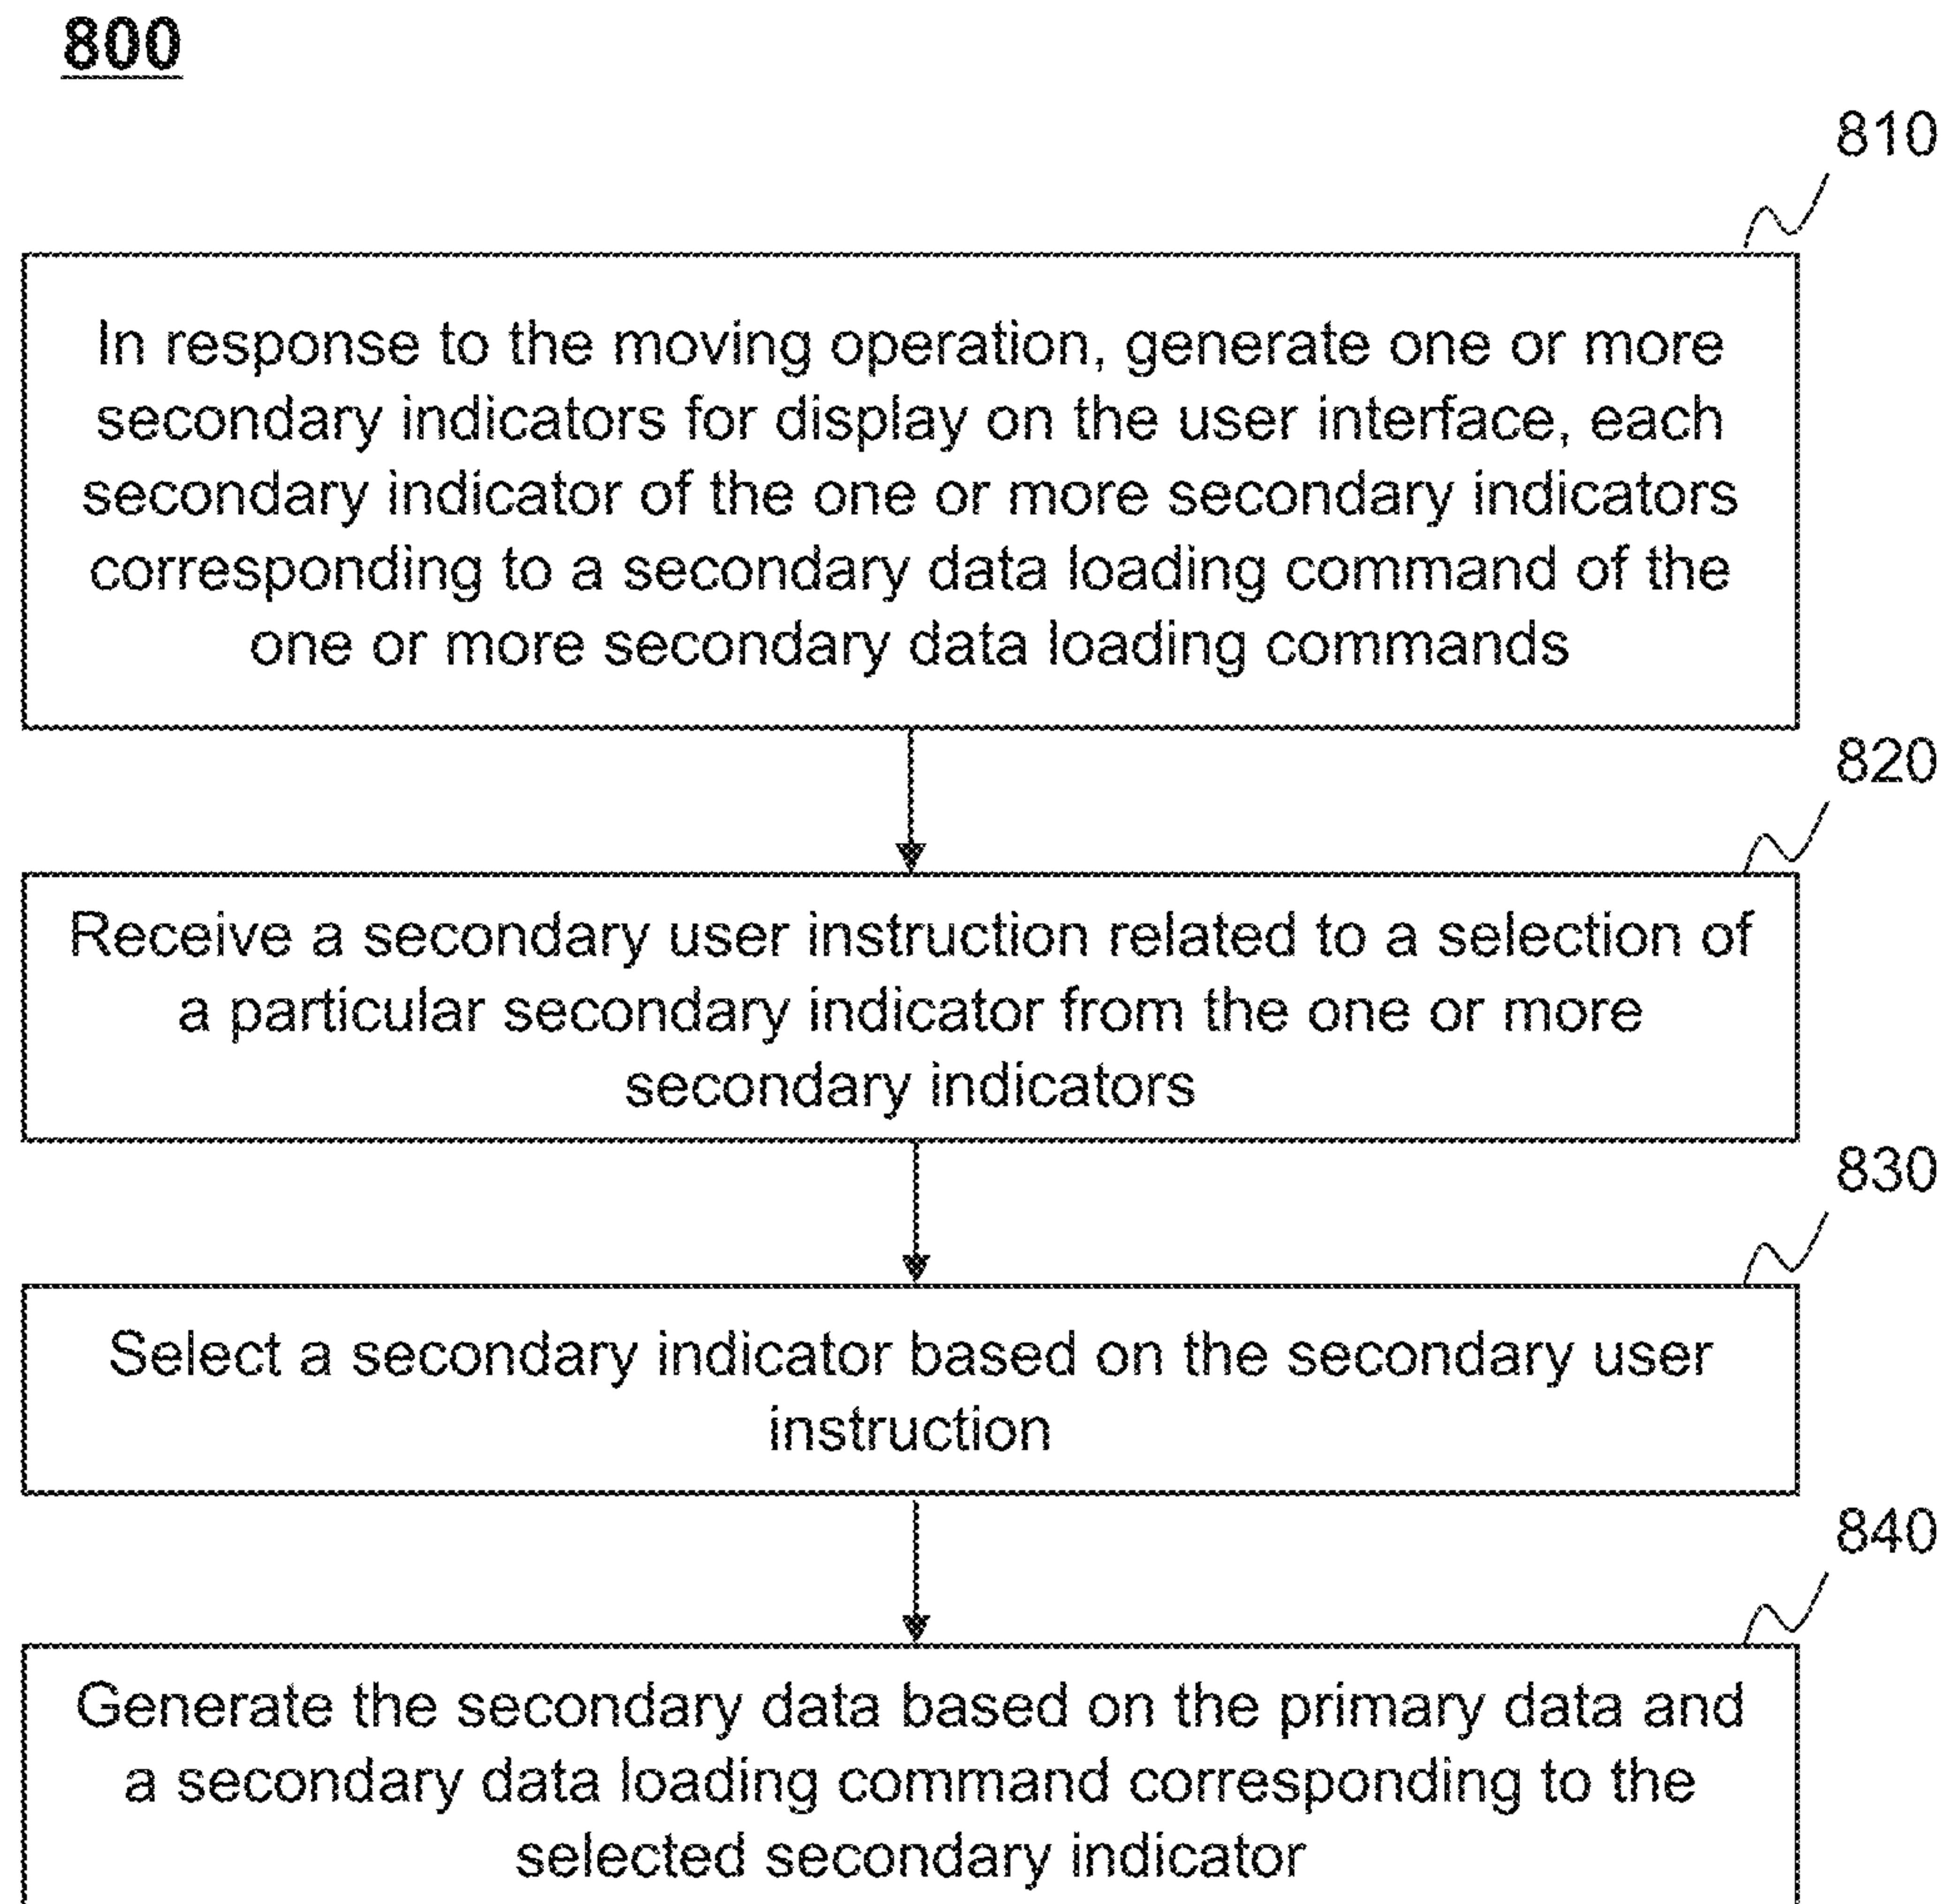 800
810
In response to the moving operation, generate one or more
secondary indicators for display on the user interface, each
secondary indicator of the one or more secondary indicators
corresponding to a secondary data loading command of the
one or more secondary data loading commands
820
Receive a secondary user instruction related to a selection of
a particular secondary indicator from the one or more
secondary indicators
830
Select a secondary indicator based on the secondary user
instruction
840
Generate the secondary data based on the primary data and
a secondary data loading command corresponding to the
selected secondary indicator